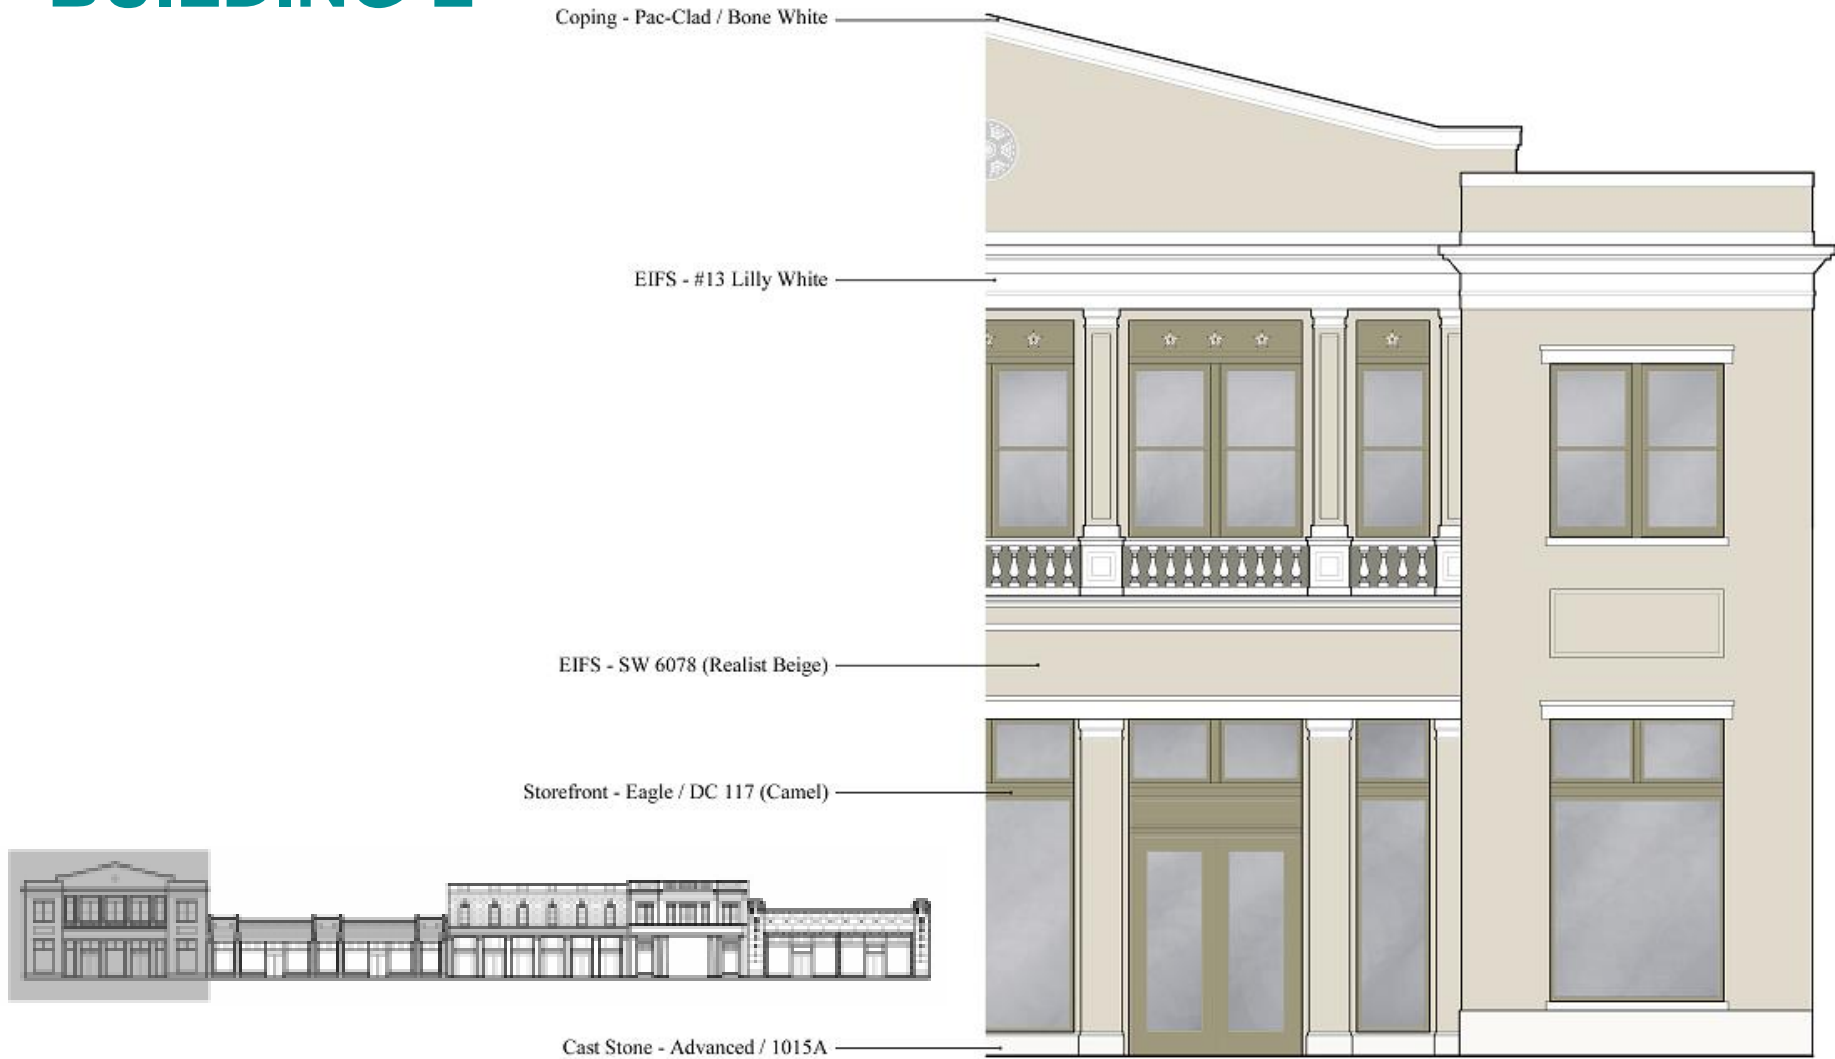 BUILDING E
Coping - Pac-Clad / Bone White
EIFS - #13 Lilly White
EIFS - SW 6078 (Realist Beige)
Storefront - Eagle / DC 117 (Camel)
Cast Stone - Advanced / 1015A